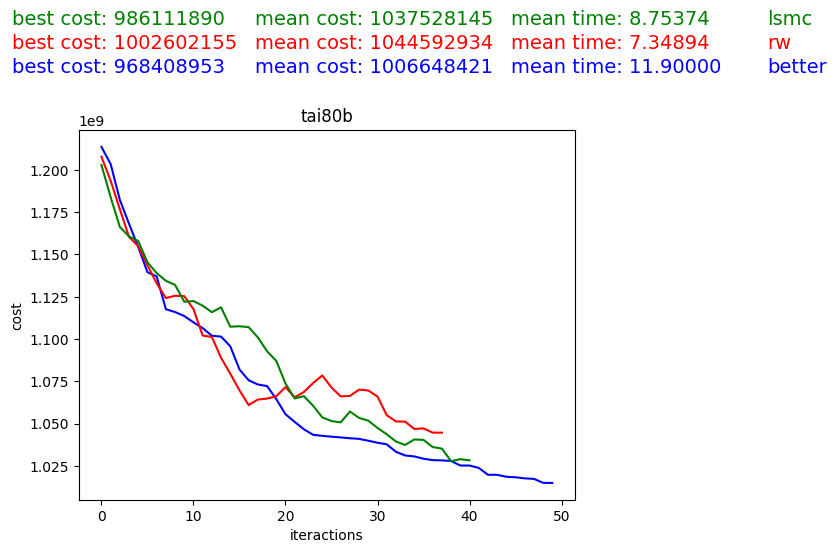 best cost: 986111890 mean cost: 1037528145 mean time: 8.75374 lsmc
best cost: 1002602155 mean cost: 1044592934 mean time: 7.34894 rw
best cost: 968408953 mean cost: 1006648421 mean time: 11.90000 better
tai80b
1e9
1.200
1.175
1.150
1.125
1.100
1.075
1.050
1.025
cost
0 10 20 30 40 50
iteractions